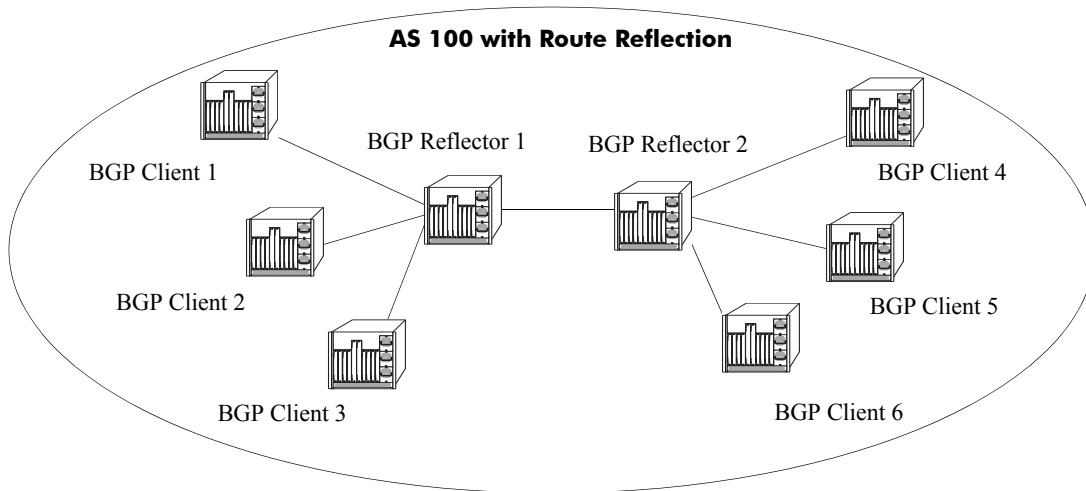 AS 100 with Route Reflection
BGP Reflector 1
BGP Reflector 2
BGP Client 1
BGP Client 4
BGP Client 2
BGP Client 5
BGP Client 3
BGP Client 6